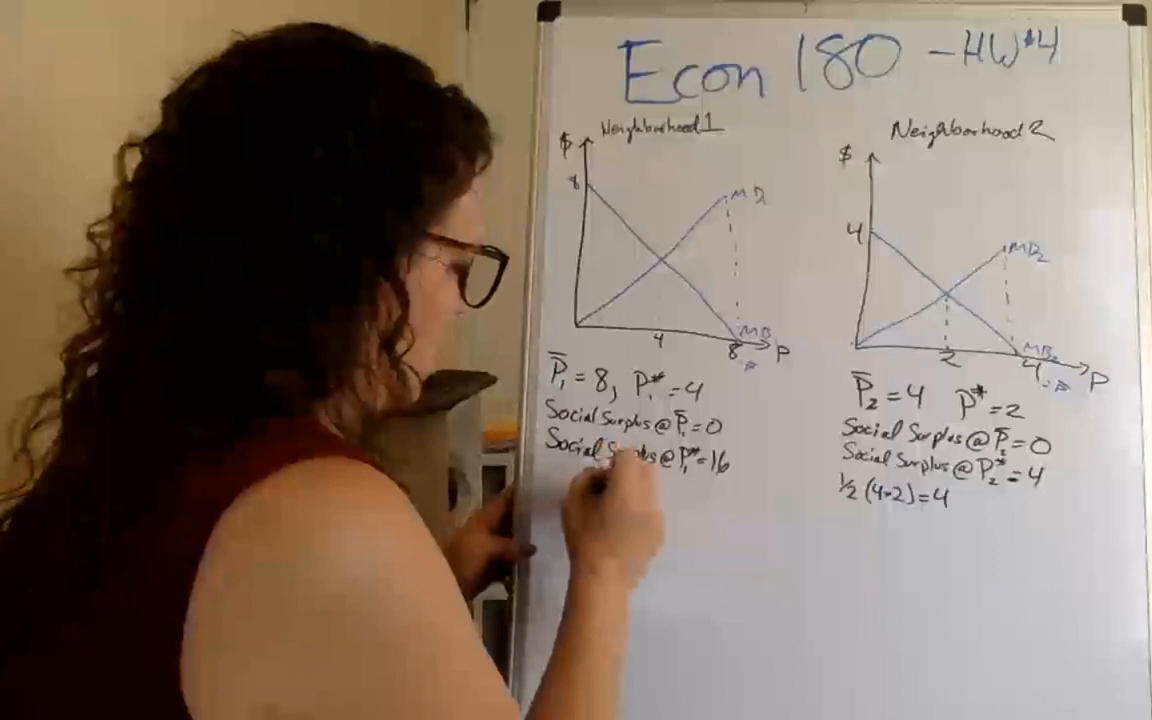 Econ 180 - HW#4
Neighborhood 1
$
8
MD₁
MB
4
8
P
P̄₁ = 8, P₁* = 4
Social Surplus @ P̄₁ = 0
Social Surplus @ P₁* = 16
Neighborhood 2
$
4
MD₂
MB₂
2
4
P
P̄₂ = 4 P* = 2
Social Surplus @ P̄₂ = 0
Social Surplus @ P₂* = 4
½ (4·2) = 4